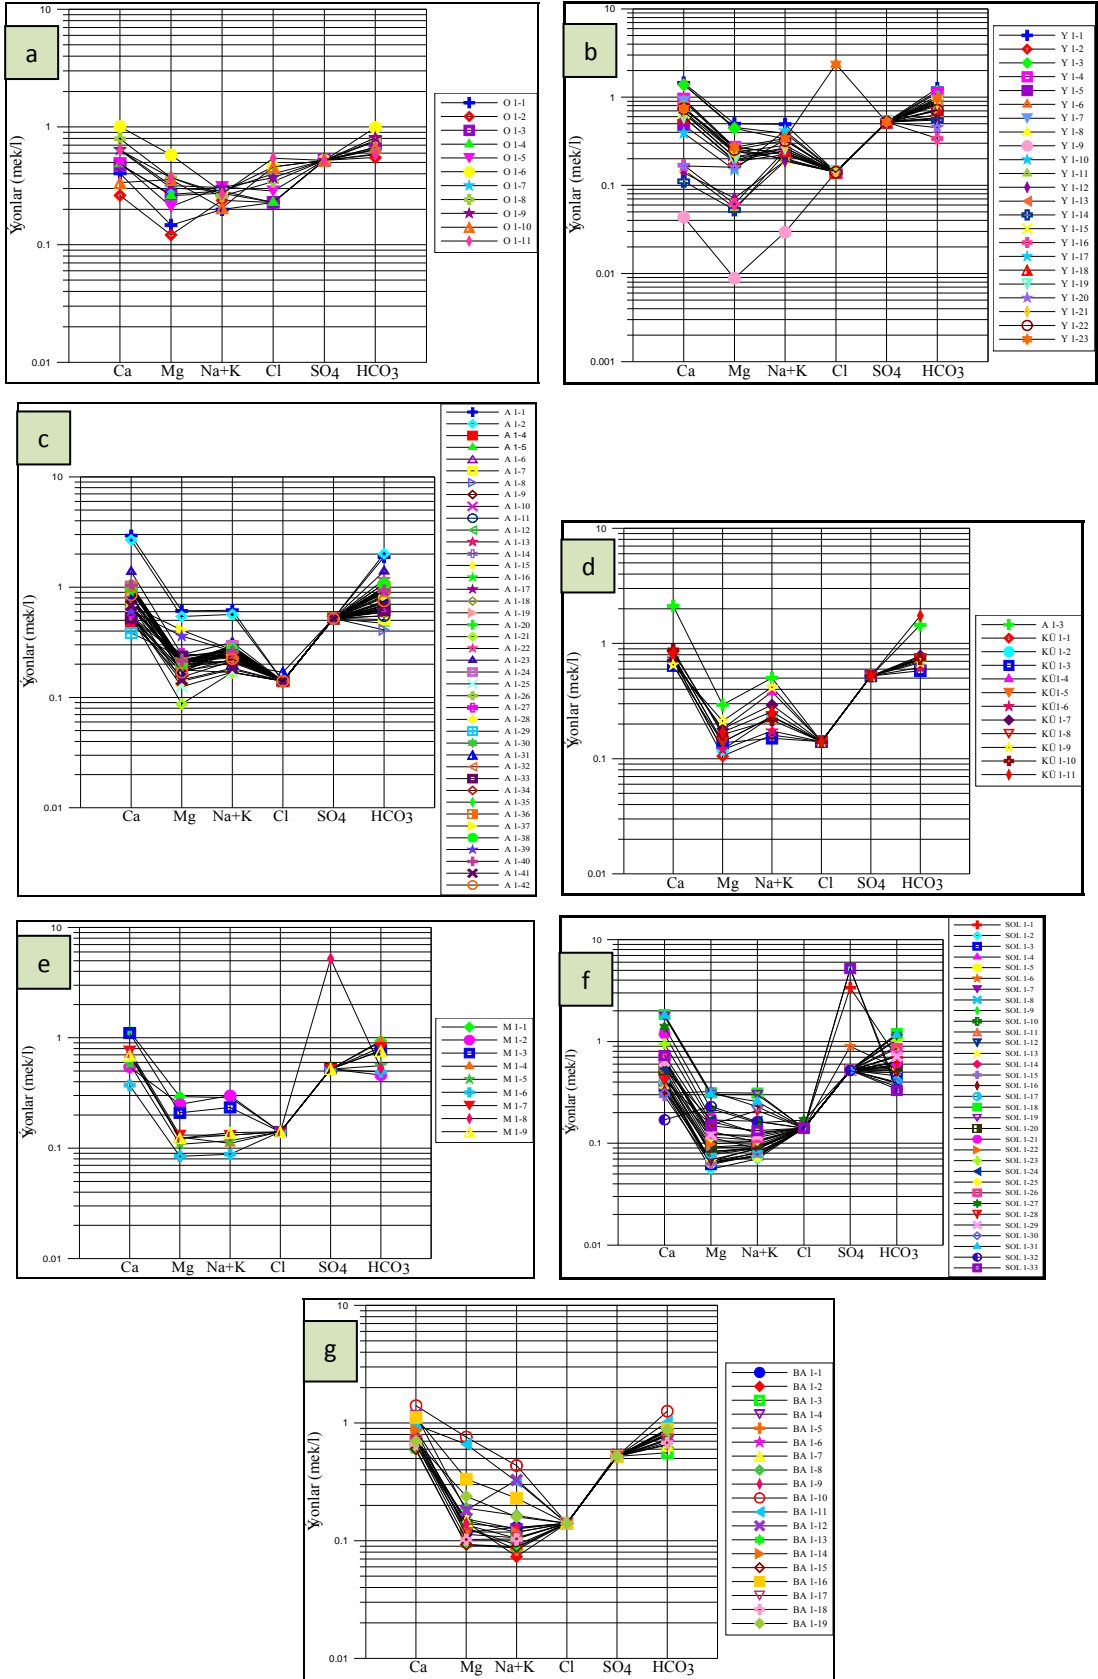 a
10
1
0.1
0.01
Ýyonlar (mek/l)
Ca Mg Na+K Cl SO4 HCO3
O 1-1
O 1-2
O 1-3
O 1-4
O 1-5
O 1-6
O 1-7
O 1-8
O 1-9
O 1-10
O 1-11
b
10
1
0.1
0.01
0.001
Ýyonlar (mek/l)
Ca Mg Na+K Cl SO4 HCO3
Y 1-1
Y 1-2
Y 1-3
Y 1-4
Y 1-5
Y 1-6
Y 1-7
Y 1-8
Y 1-9
Y 1-10
Y 1-11
Y 1-12
Y 1-13
Y 1-14
Y 1-15
Y 1-16
Y 1-17
Y 1-18
Y 1-19
Y 1-20
Y 1-21
Y 1-22
Y 1-23
c
10
1
0.1
0.01
Ýyonlar (mek/l)
Ca Mg Na+K Cl SO4 HCO3
A 1-1
A 1-2
A 1-4
A 1-5
A 1-6
A 1-7
A 1-8
A 1-9
A 1-10
A 1-11
A 1-12
A 1-13
A 1-14
A 1-15
A 1-16
A 1-17
A 1-18
A 1-19
A 1-20
A 1-21
A 1-22
A 1-23
A 1-24
A 1-25
A 1-26
A 1-27
A 1-28
A 1-29
A 1-30
A 1-31
A 1-32
A 1-33
A 1-34
A 1-35
A 1-36
A 1-37
A 1-38
A 1-39
A 1-40
A 1-41
A 1-42
d
10
1
0.1
0.01
Ýyonlar (mek/l)
Ca Mg Na+K Cl SO4 HCO3
A 1-3
KÜ 1-1
KÜ 1-2
KÜ 1-3
KÜ 1-4
KÜ1-5
KÜ1-6
KÜ 1-7
KÜ 1-8
KÜ 1-9
KÜ 1-10
KÜ 1-11
e
10
1
0.1
0.01
Ýyonlar (mek/l)
Ca Mg Na+K Cl SO4 HCO3
M 1-1
M 1-2
M 1-3
M 1-4
M 1-5
M 1-6
M 1-7
M 1-8
M 1-9
f
10
1
0.1
0.01
Ýyonlar (mek/l)
Ca Mg Na+K Cl SO4 HCO3
SOL 1-1
SOL 1-2
SOL 1-3
SOL 1-4
SOL 1-5
SOL 1-6
SOL 1-7
SOL 1-8
SOL 1-9
SOL 1-10
SOL 1-11
SOL 1-12
SOL 1-13
SOL 1-14
SOL 1-15
SOL 1-16
SOL 1-17
SOL 1-18
SOL 1-19
SOL 1-20
SOL 1-21
SOL 1-22
SOL 1-23
SOL 1-24
SOL 1-25
SOL 1-26
SOL 1-27
SOL 1-28
SOL 1-29
SOL 1-30
SOL 1-31
SOL 1-32
SOL 1-33
g
10
1
0.1
0.01
Ýyonlar (mek/l)
Ca Mg Na+K Cl SO4 HCO3
BA 1-1
BA 1-2
BA 1-3
BA 1-4
BA 1-5
BA 1-6
BA 1-7
BA 1-8
BA 1-9
BA 1-10
BA 1-11
BA 1-12
BA 1-13
BA 1-14
BA 1-15
BA 1-16
BA 1-17
BA 1-18
BA 1-19